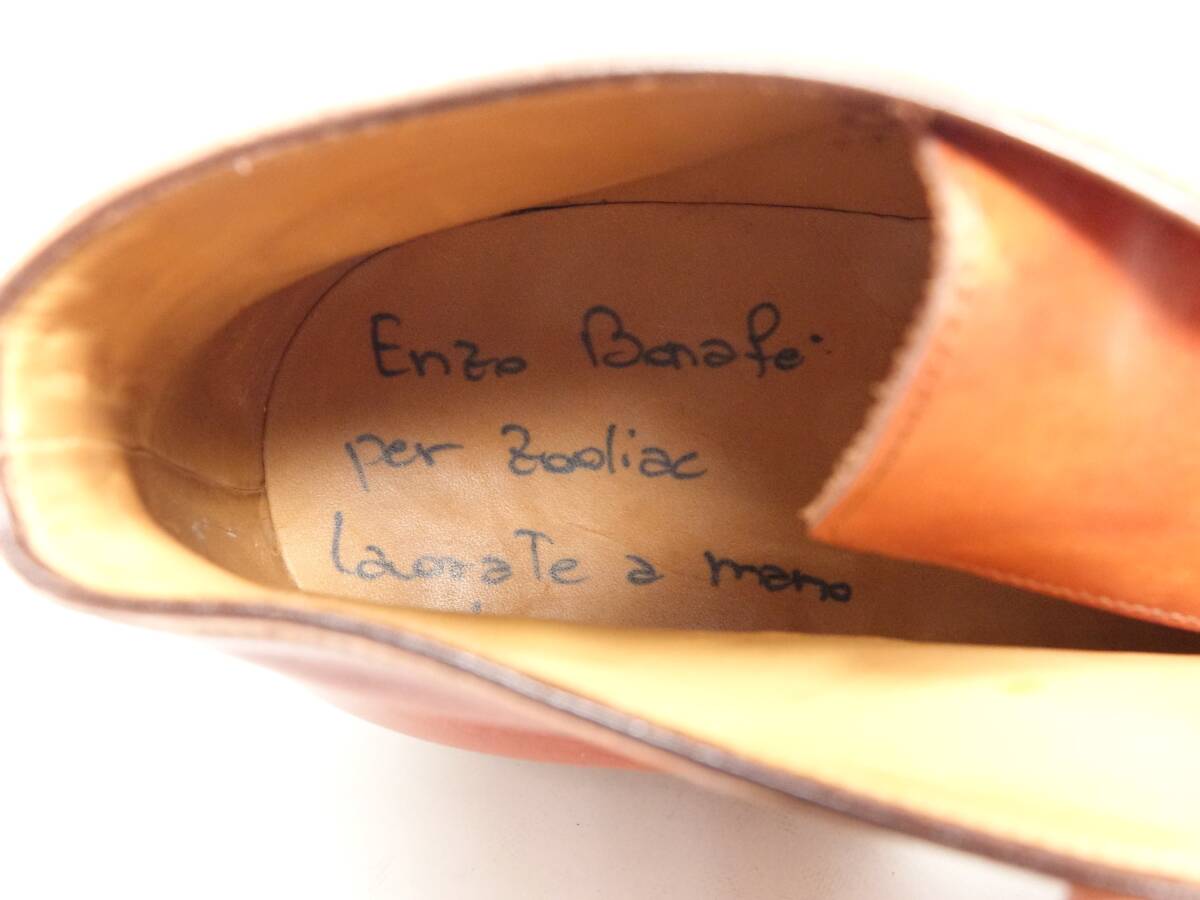 Enzo Bonafe'
per Zodiac
lavorate a mano